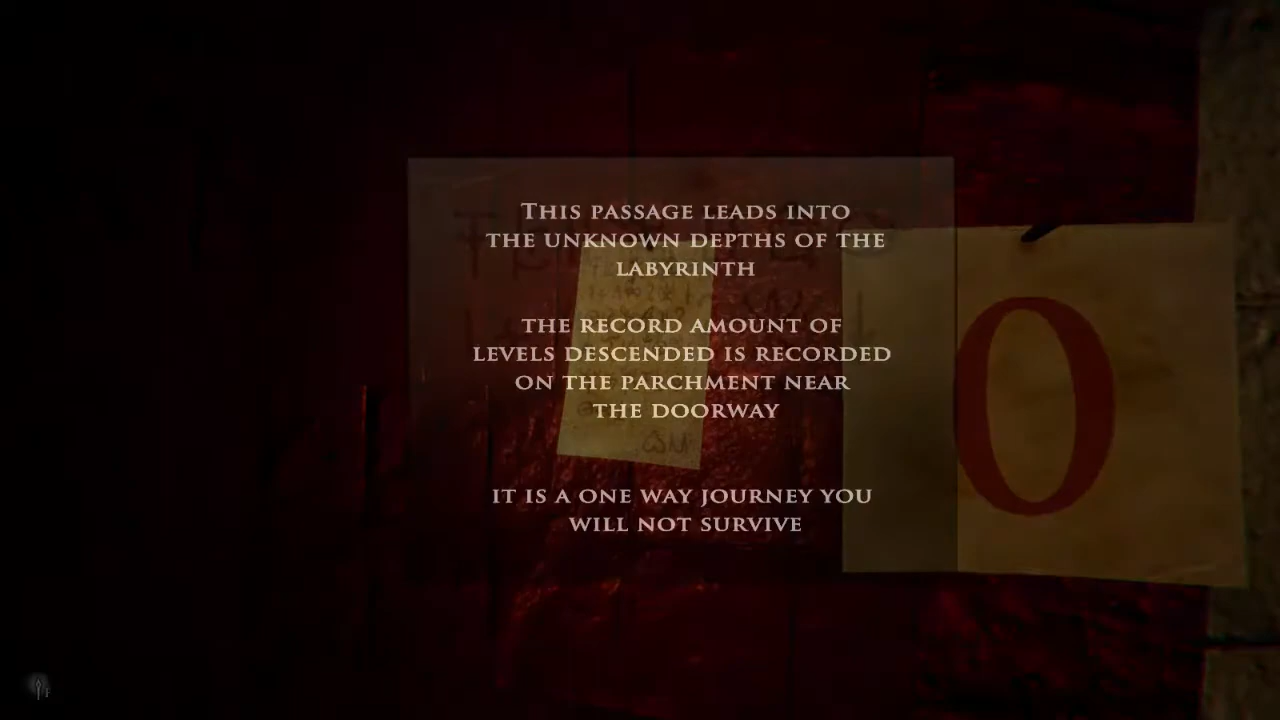 THIS PASSAGE LEADS INTO
THE UNKNOWN DEPTHS OF THE
LABYRINTH
THE RECORD AMOUNT OF
LEVELS DESCENDED IS RECORDED
ON THE PARCHMENT NEAR
THE DOORWAY
IT IS A ONE WAY JOURNEY YOU
WILL NOT SURVIVE
0
F